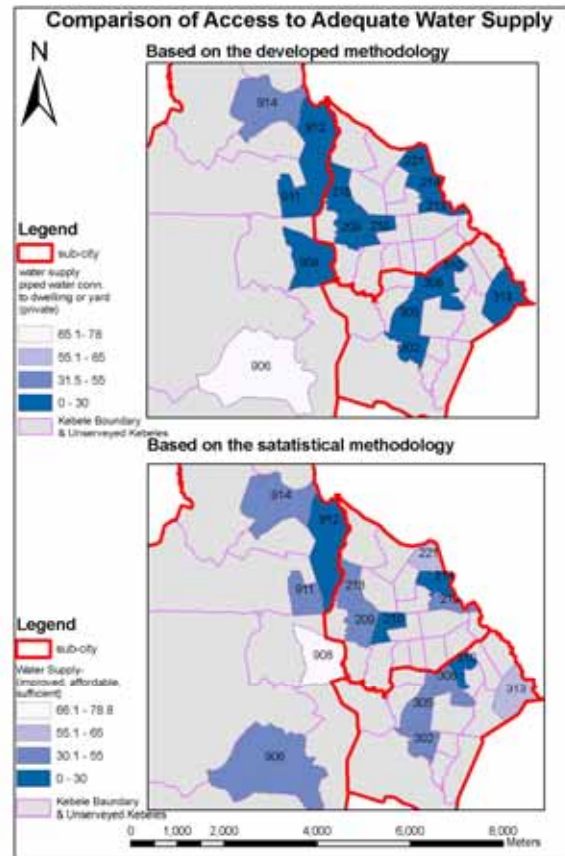 Comparison of Access to Adequate Water Supply
N
Based on the developed methodology
914
912
911
221
214
209
306
305
302
313
906
Legend
sub-city
water supply
piped water conn.
to dwelling or yard
(private)
65.1- 78
55.1 - 65
31.5 - 55
0 - 30
Kebele Boundary
& Unserveyed Kebeles
Based on the satatistical methodology
914
912
911
221
214
209
210
908
305
302
313
906
Legend
sub-city
Water Supply-
(improved, affordable,
sufficient)
66.1 - 78.8
55.1 - 65
30.1 - 55
0 - 30
Kebele Boundary
& Unserveyed Kebeles
0 1,000 2,000 4,000 6,000 8,000
Meters